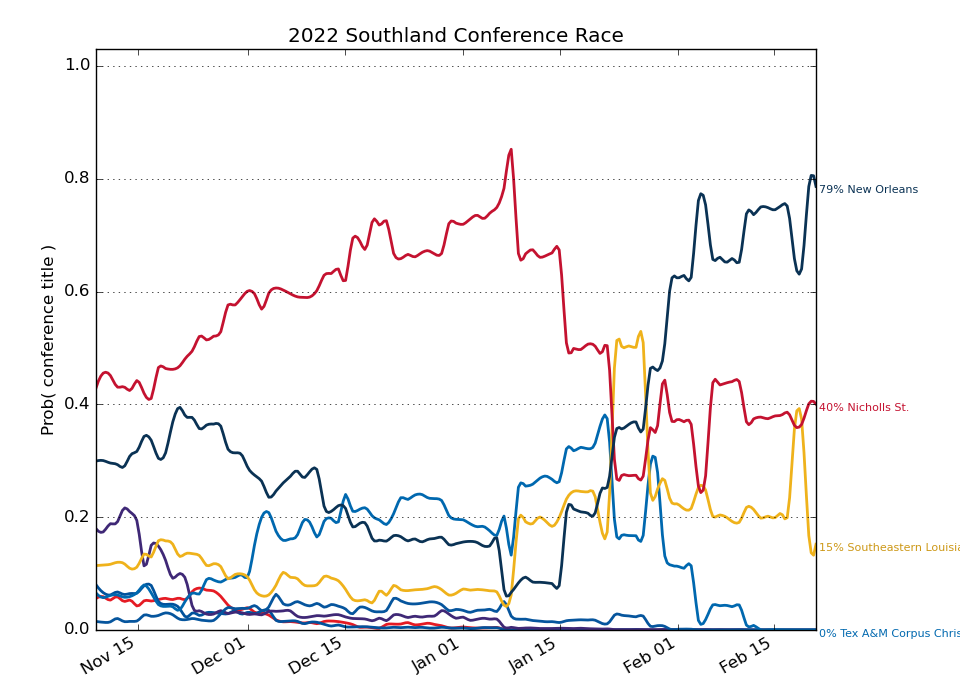 2022 Southland Conference Race
Prob( conference title )
1.0
0.8
0.6
0.4
0.2
0.0
79% New Orleans
40% Nicholls St.
15% Southeastern Louisia
0% Tex A&M Corpus Chris
Nov 15
Dec 01
Dec 15
Jan 01
Jan 15
Feb 01
Feb 15